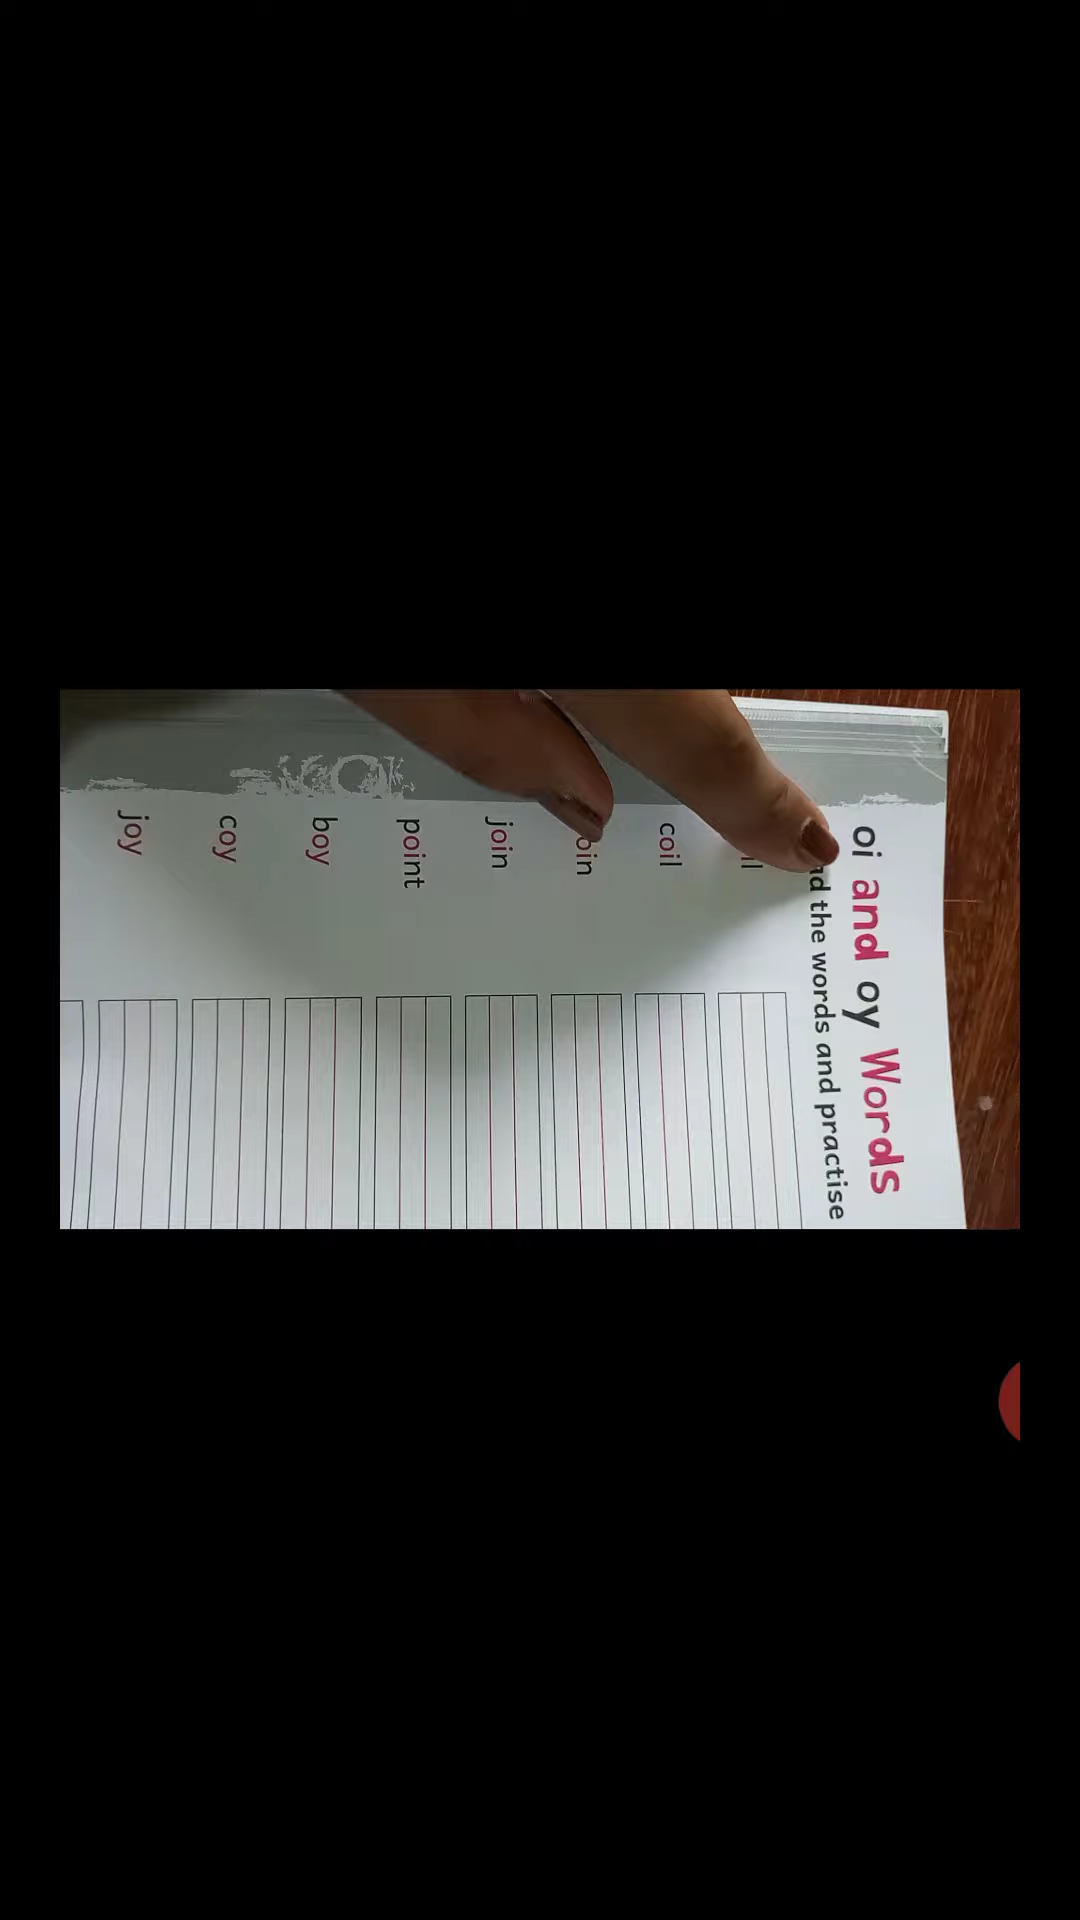 oi and oy Words
the words and practise
coil
join
point
boy
coy
joy